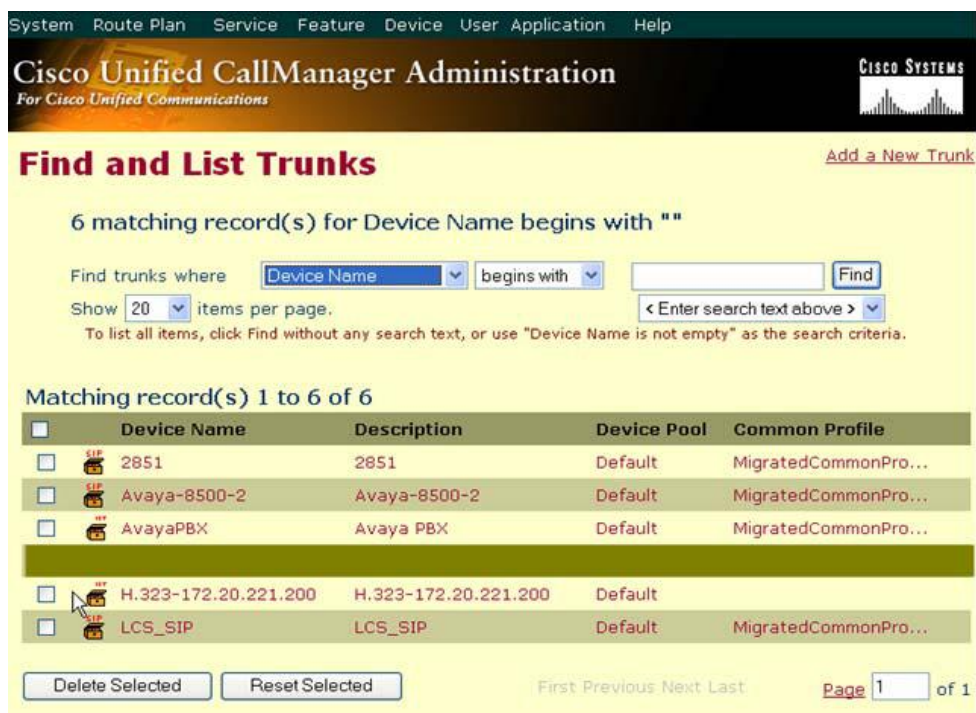 System Route Plan Service Feature Device User Application Help
Cisco Unified CallManager Administration
For Cisco Unified Communications
CISCO SYSTEMS
Find and List Trunks
Add a New Trunk
6 matching record(s) for Device Name begins with ""
Find trunks where Device Name begins with Find
Show 20 items per page. < Enter search text above >
To list all items, click Find without any search text, or use "Device Name is not empty" as the search criteria.
Matching record(s) 1 to 6 of 6
Device Name Description Device Pool Common Profile
SIP 2851 2851 Default MigratedCommonPro...
SIP Avaya-8500-2 Avaya-8500-2 Default MigratedCommonPro...
AvayaPBX Avaya PBX Default MigratedCommonPro...
H.323-172.20.221.200 H.323-172.20.221.200 Default
SIP LCS_SIP LCS_SIP Default MigratedCommonPro...
Delete Selected Reset Selected First Previous Next Last Page 1 of 1